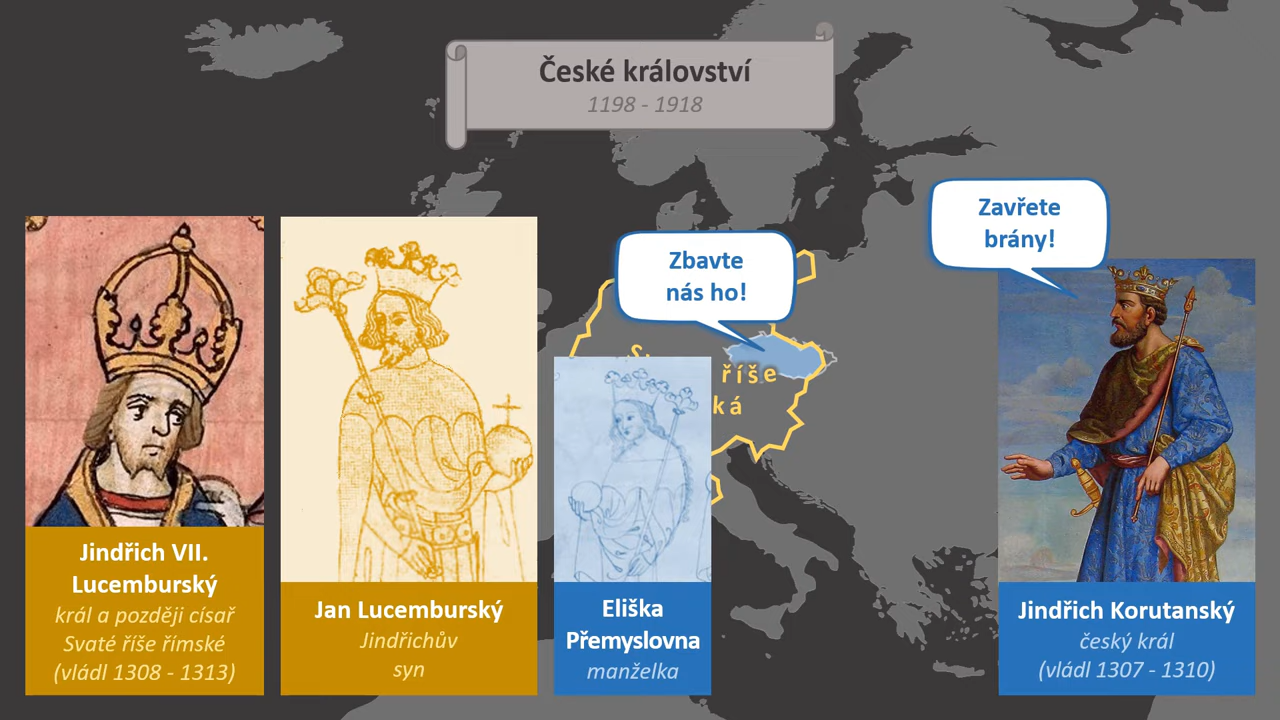 České království
1198 - 1918
Zavřete
brány!
Zbavte
nás ho!
říše
ká
Jindřich VII.
Lucemburský
král a později císař
Svaté říše římské
(vládl 1308 - 1313)
Jan Lucemburský
Jindřichův
syn
Eliška
Přemyslovna
manželka
Jindřich Korutanský
český král
(vládl 1307 - 1310)